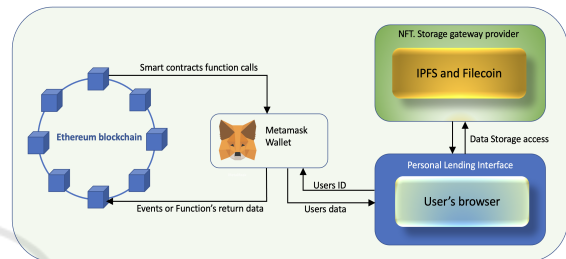 NFT. Storage gateway provider
IPFS and Filecoin
Smart contracts function calls
Ethereum blockchain
Metamask
Wallet
Data Storage access
Personal Lending Interface
Users ID
User's browser
Events or Function's return data
Users data